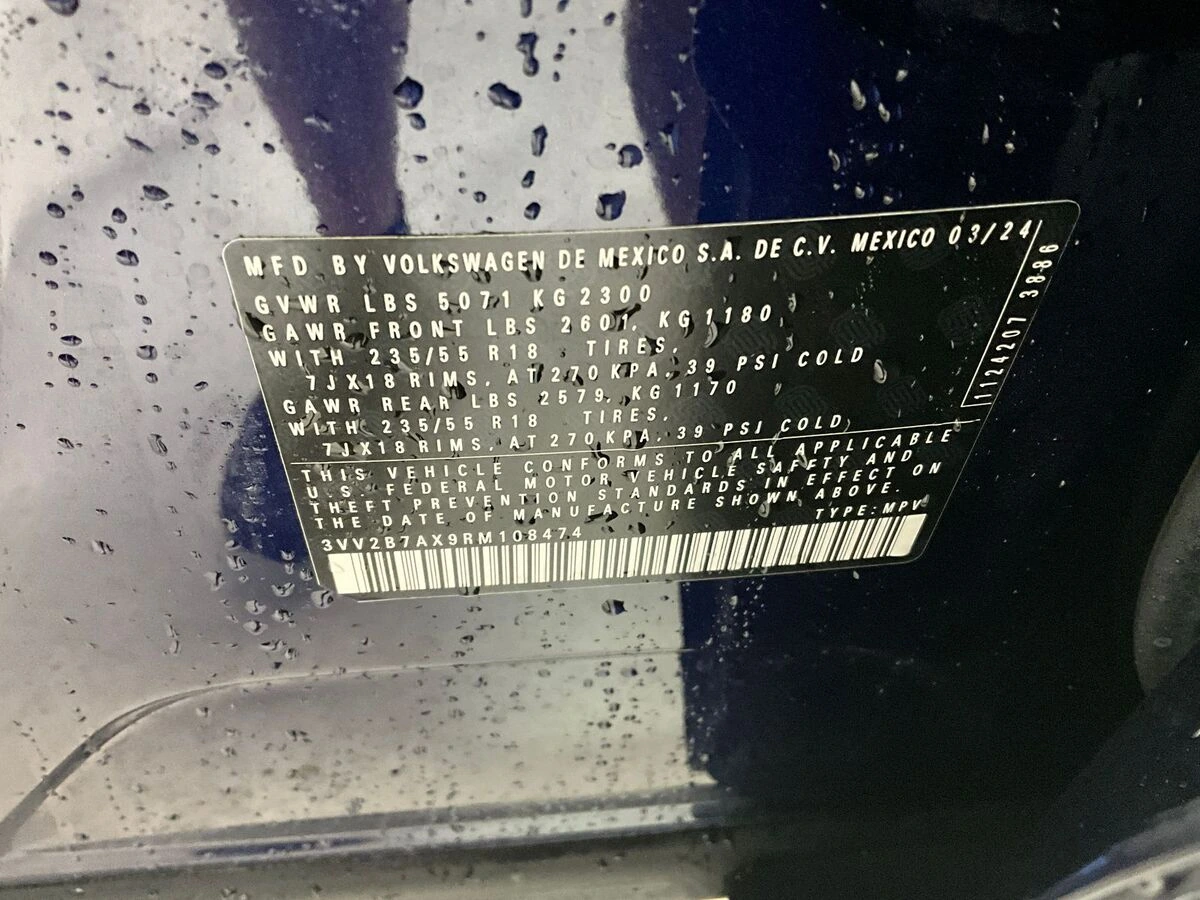 MFD BY VOLKSWAGEN DE MEXICO S.A. DE C.V. MEXICO 03/24
GVWR LBS 5071 KG 2300
GAWR FRONT LBS 2601, KG 1180,
WITH 235/55 R18 TIRES,
7JX18 RIMS, AT 270 KPA, 39 PSI COLD
GAWR REAR LBS 2579, KG 1170
WITH 235/55 R18 TIRES,
7JX18 RIMS, AT 270 KPA, 39 PSI COLD,
1124207 3886
THIS VEHICLE CONFORMS TO ALL APPLICABLE
U.S. FEDERAL MOTOR VEHICLE SAFETY AND
THEFT PREVENTION STANDARDS IN EFFECT ON
THE DATE OF MANUFACTURE SHOWN ABOVE.
3VV2B7AX9RM108474 TYPE:MPV